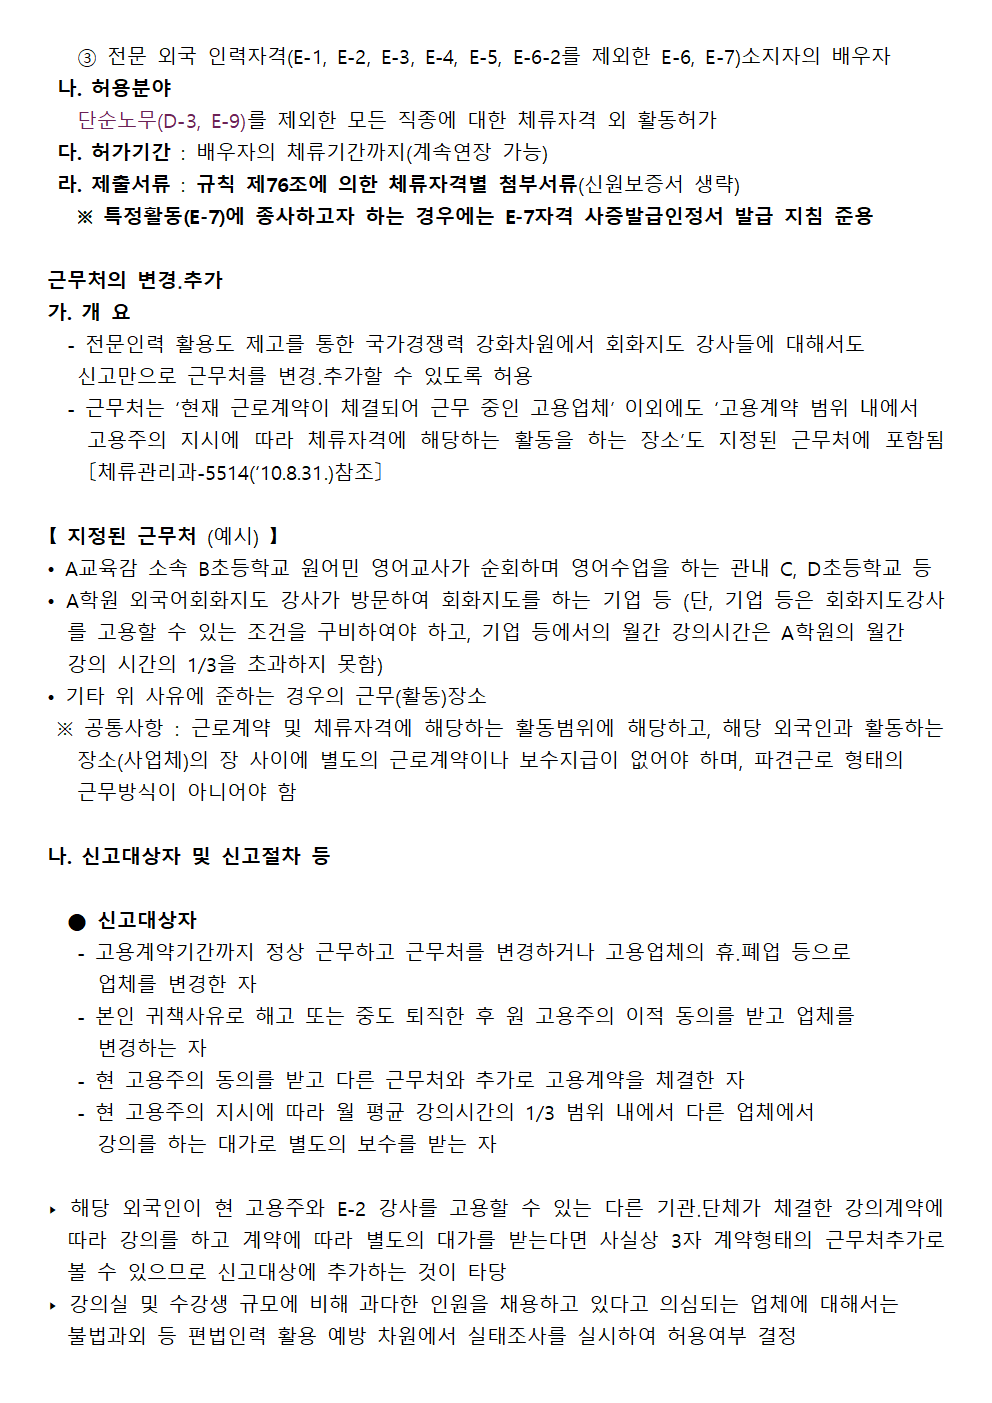 ③ 전문 외국 인력자격(E-1, E-2, E-3, E-4, E-5, E-6-2를 제외한 E-6, E-7)소지자의 배우자
나. 허용분야
단순노무(D-3, E-9)를 제외한 모든 직종에 대한 체류자격 외 활동허가
다. 허가기간 : 배우자의 체류기간까지(계속연장 가능)
라. 제출서류 : 규칙 제76조에 의한 체류자격별 첨부서류(신원보증서 생략)
※ 특정활동(E-7)에 종사하고자 하는 경우에는 E-7자격 사증발급인정서 발급 지침 준용
근무처의 변경.추가
가. 개 요
- 전문인력 활용도 제고를 통한 국가경쟁력 강화차원에서 회화지도 강사들에 대해서도
신고만으로 근무처를 변경.추가할 수 있도록 허용
- 근무처는 ‘현재 근로계약이 체결되어 근무 중인 고용업체’ 이외에도 ‘고용계약 범위 내에서
고용주의 지시에 따라 체류자격에 해당하는 활동을 하는 장소’도 지정된 근무처에 포함됨
〔체류관리과-5514(‘10.8.31.)참조〕
【 지정된 근무처 (예시) 】
• A교육감 소속 B초등학교 원어민 영어교사가 순회하며 영어수업을 하는 관내 C, D초등학교 등
• A학원 외국어회화지도 강사가 방문하여 회화지도를 하는 기업 등 (단, 기업 등은 회화지도강사
를 고용할 수 있는 조건을 구비하여야 하고, 기업 등에서의 월간 강의시간은 A학원의 월간
강의 시간의 1/3을 초과하지 못함)
• 기타 위 사유에 준하는 경우의 근무(활동)장소
※ 공통사항 : 근로계약 및 체류자격에 해당하는 활동범위에 해당하고, 해당 외국인과 활동하는
장소(사업체)의 장 사이에 별도의 근로계약이나 보수지급이 없어야 하며, 파견근로 형태의
근무방식이 아니어야 함
나. 신고대상자 및 신고절차 등
● 신고대상자
- 고용계약기간까지 정상 근무하고 근무처를 변경하거나 고용업체의 휴.폐업 등으로
업체를 변경한 자
- 본인 귀책사유로 해고 또는 중도 퇴직한 후 원 고용주의 이적 동의를 받고 업체를
변경하는 자
- 현 고용주의 동의를 받고 다른 근무처와 추가로 고용계약을 체결한 자
- 현 고용주의 지시에 따라 월 평균 강의시간의 1/3 범위 내에서 다른 업체에서
강의를 하는 대가로 별도의 보수를 받는 자
▸ 해당 외국인이 현 고용주와 E-2 강사를 고용할 수 있는 다른 기관.단체가 체결한 강의계약에
따라 강의를 하고 계약에 따라 별도의 대가를 받는다면 사실상 3자 계약형태의 근무처추가로
볼 수 있으므로 신고대상에 추가하는 것이 타당
▸ 강의실 및 수강생 규모에 비해 과다한 인원을 채용하고 있다고 의심되는 업체에 대해서는
불법과외 등 편법인력 활용 예방 차원에서 실태조사를 실시하여 허용여부 결정